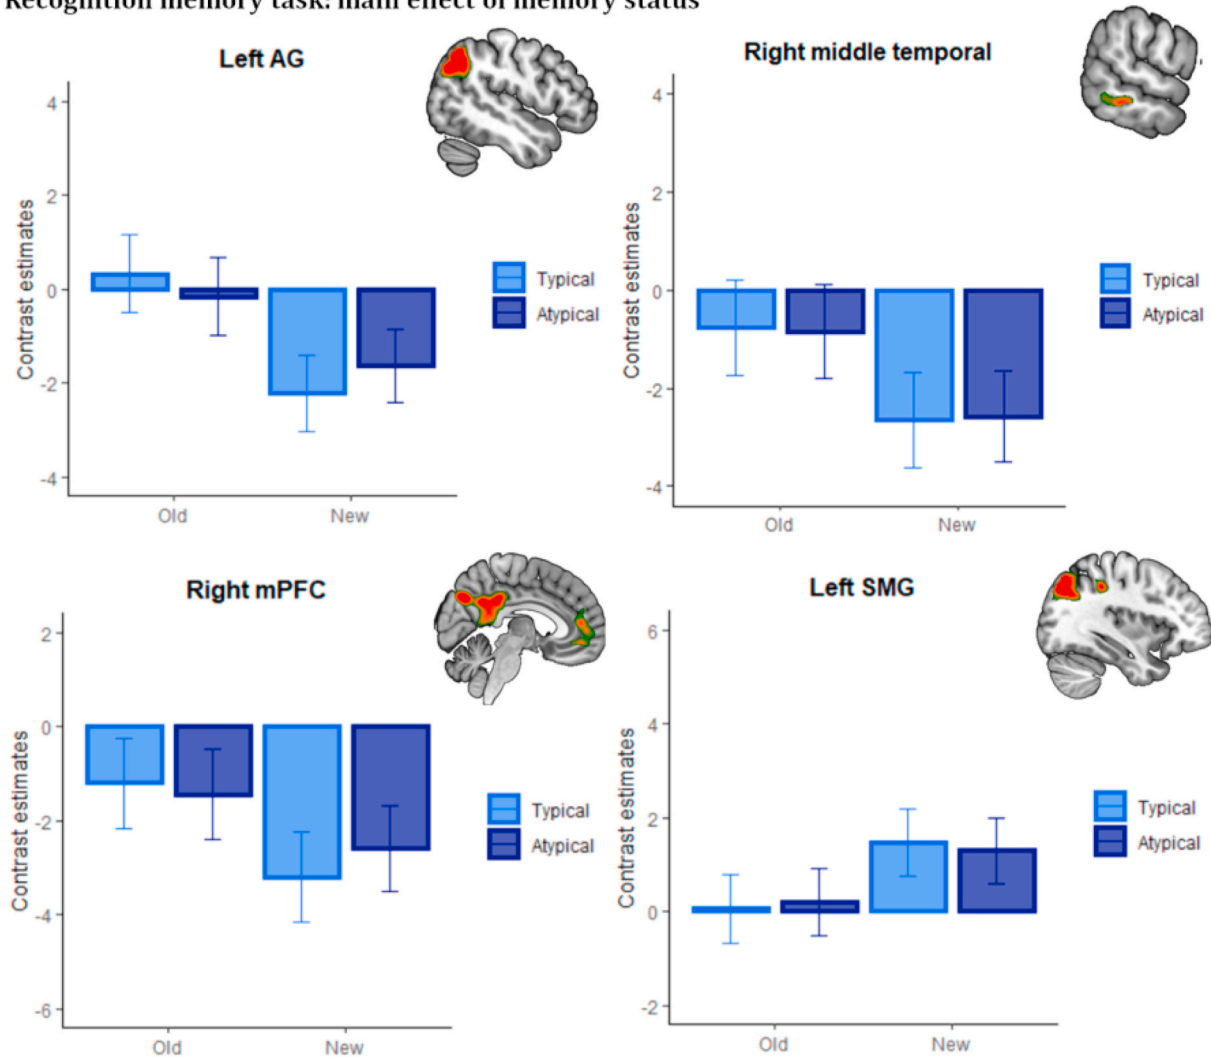 Recognition memory task: main effect of memory status
Left AG
Contrast estimates
4
2
0
-2
-4
Old
New
Typical
Atypical
Right middle temporal
Contrast estimates
4
2
0
-2
-4
Old
New
Typical
Atypical
Right mPFC
Contrast estimates
2
0
-2
-4
-6
Old
New
Typical
Atypical
Left SMG
Contrast estimates
6
4
2
0
-2
Old
New
Typical
Atypical